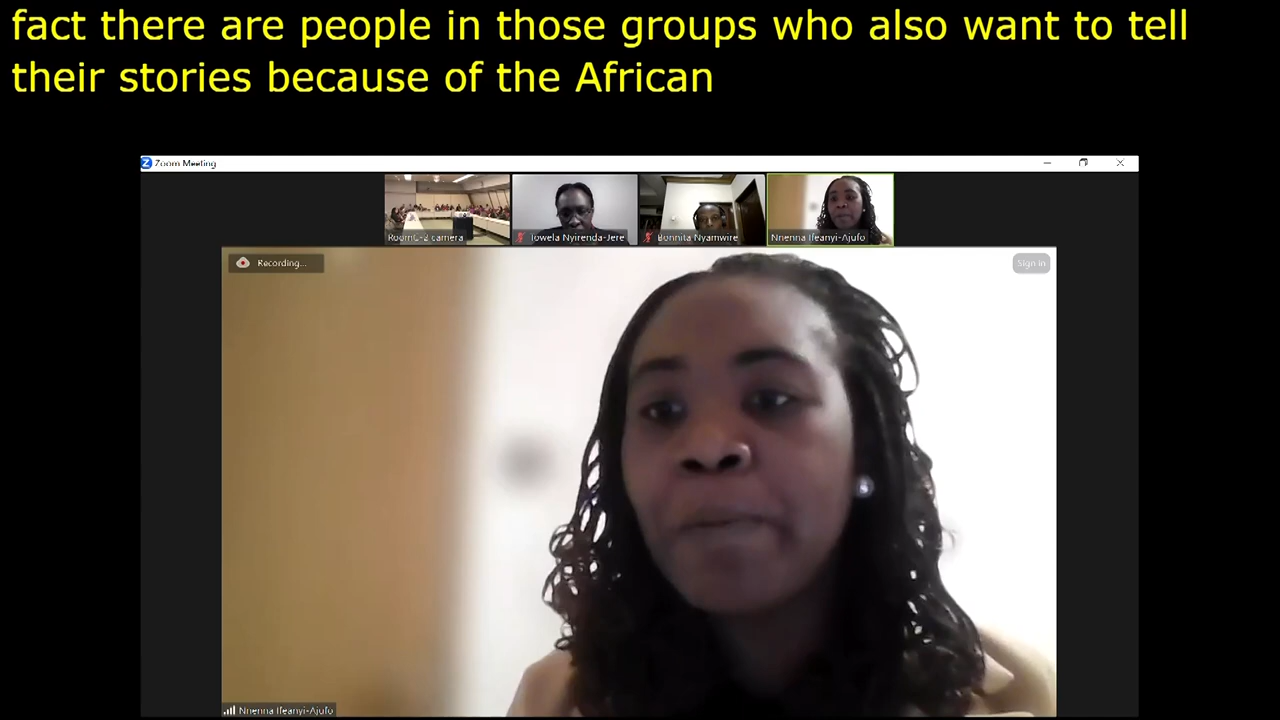 fact there are people in those groups who also want to tell
their stories because of the African
Zoom Meeting
RoomC-2 camera
Towela Nyirenda-Jere
Bonnita Nyamwire
Nnenna Ifeanyi-Ajufo
Recording...
Sign in
Nnenna Ifeanyi-Ajufo